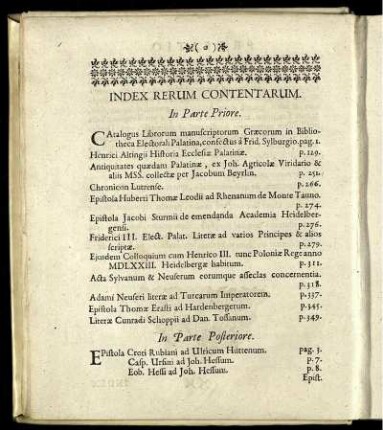 ( o )
INDEX RERUM CONTENTARUM.
In Parte Priore.
CAtalogus Librorum manuscriptorum Græcorum in Biblio-
theca Electorali Palatina, confectus á Frid. Sylburgio. pag. 1.
Henrici Altingii Historia Ecclesiæ Palatinæ. p. 129.
Antiquitates quædam Palatinæ, ex Joh. Agricolæ Viridario &
aliis MSS. collectæ per Jacobum Beyrlin. p. 251.
Chronicon Lutrense. p. 266.
Epistola Huberti Thomæ Leodii ad Rhenanum de Monte Tauno.
p. 274.
Epistola Jacobi Sturmii de emendanda Academia Heidelber-
gensi. p. 276.
Friderici III. Elect. Palat. Literæ ad varios Principes & alios
scriptæ. p. 279.
Ejusdem Colloquium cum Henrico III. tunc Poloniæ Rege anno
MDLXXIII. Heidelbergæ habitum. p. 311.
Acta Sylvanum & Neuserum eorumque asseclas concernentia.
p. 318.
Adami Neuseri literæ ad Turcarum Imperatorem. p. 337.
Epistola Thomæ Erasti ad Hardenbergerum. p. 345.
Literæ Conradi Schoppii ad Dan. Tossanum. p. 349.
In Parte Posteriore.
EPistola Croti Rubiani ad Ulricum Huttenum. pag. 3.
Casp. Ursini ad Joh. Hessum. p. 7.
Eob. Hessi ad Joh. Hessum. p. 8.
Epist.